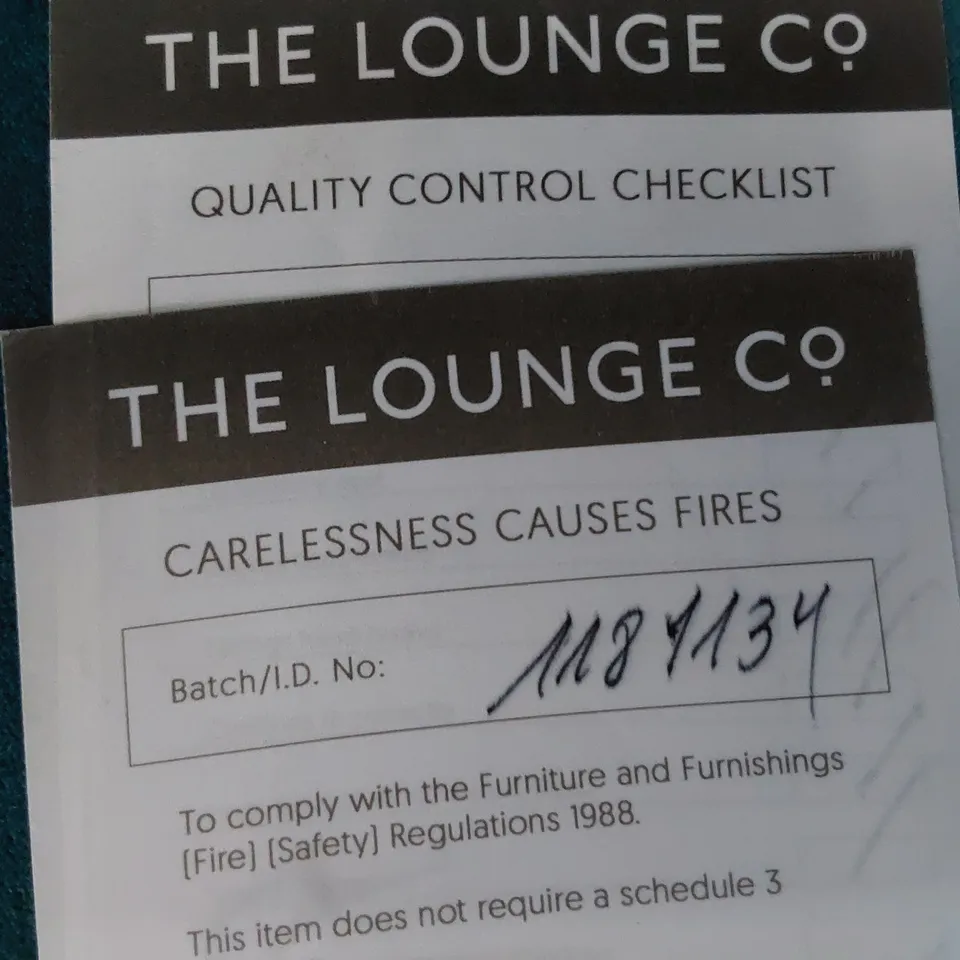 THE LOUNGE Cº
QUALITY CONTROL CHECKLIST
THE LOUNGE Cº
CARELESSNESS CAUSES FIRES
Batch/I.D. No: 1187134
To comply with the Furniture and Furnishings
[Fire] [Safety] Regulations 1988.
This item does not require a schedule 3